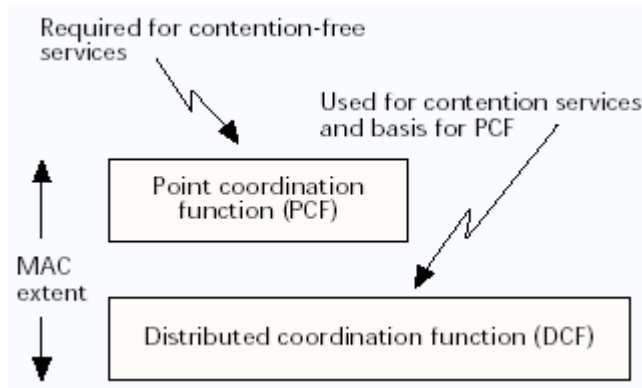 Required for contention-free
services
Used for contention services
and basis for PCF
Point coordination
function (PCF)
MAC
extent
Distributed coordination function (DCF)